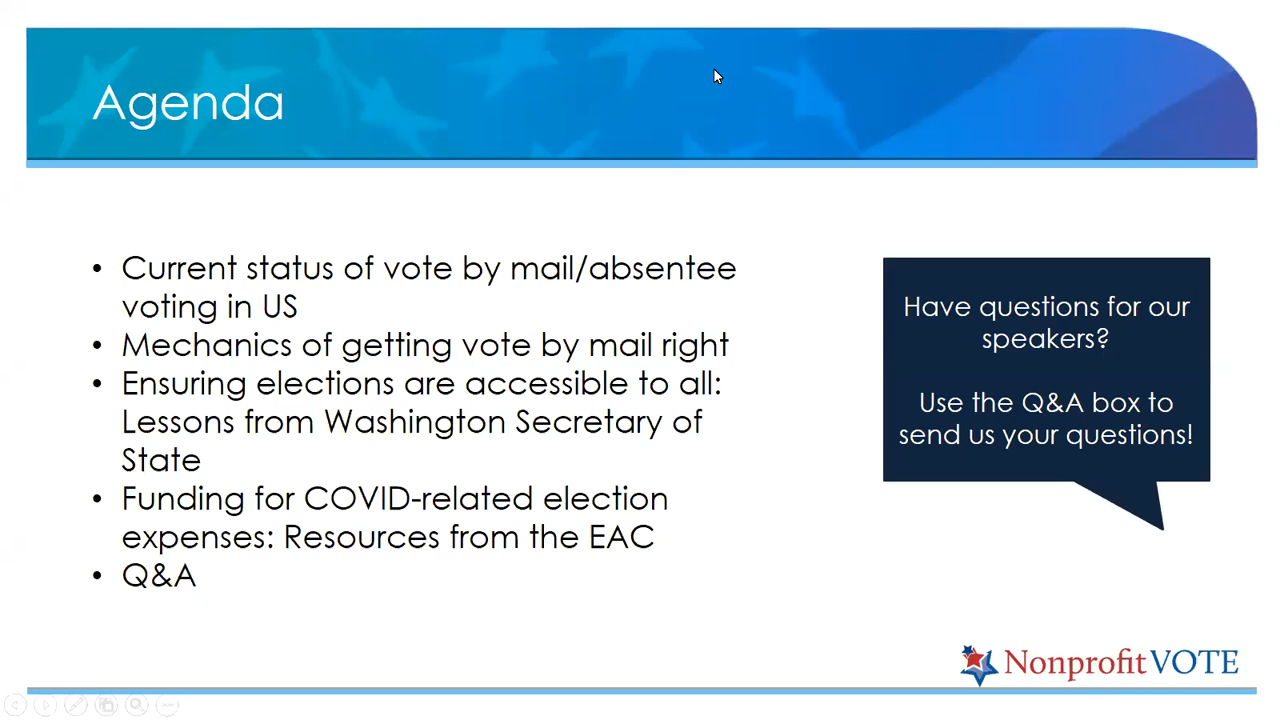 Agenda
• Current status of vote by mail/absentee
voting in US
• Mechanics of getting vote by mail right
• Ensuring elections are accessible to all:
Lessons from Washington Secretary of
State
• Funding for COVID-related election
expenses: Resources from the EAC
• Q&A
Have questions for our
speakers?
Use the Q&A box to
send us your questions!
Nonprofit VOTE